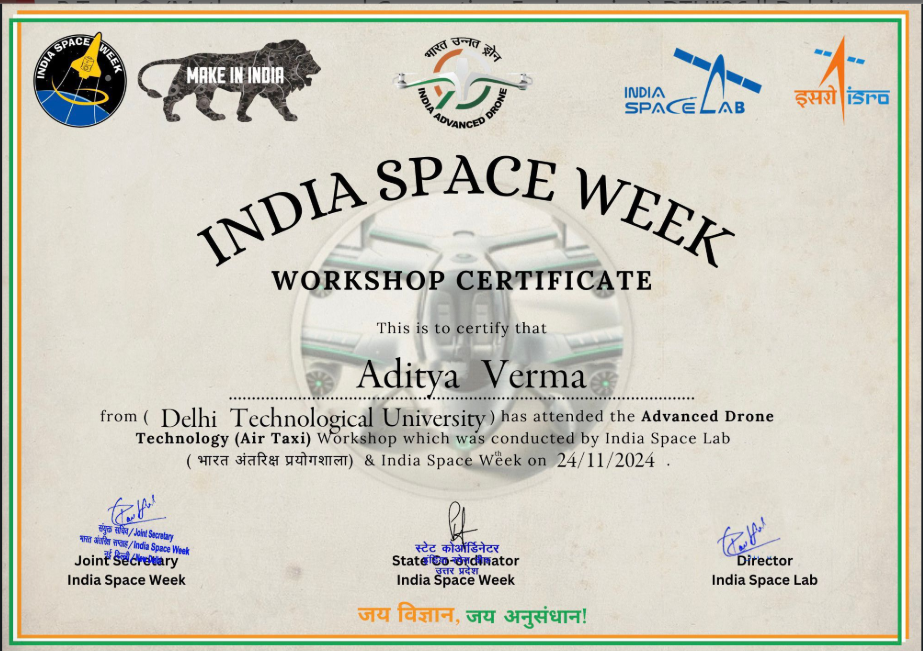 INDIA SPACE WEEK
MAKE IN INDIA
भारत उन्नत ड्रोन
INDIA ADVANCED DRONE
INDIA
SPACE LAB
इसरो isro
INDIA SPACE WEEK
WORKSHOP CERTIFICATE
This is to certify that
Aditya Verma
from ( Delhi Technological University ) has attended the Advanced Drone
Technology (Air Taxi) Workshop which was conducted by India Space Lab
( भारत अंतरिक्ष प्रयोगशाला) & India Space Week on 24/11/2024 .
th
संयुक्त सचिव / Joint Secretary
भारत अंतरिक्ष सप्ताह / India Space Week
Joint Secretary
India Space Week
स्टेट कोऑर्डिनेटर
State Co-ordinator
उत्तर प्रदेश
India Space Week
Director
India Space Lab
जय विज्ञान, जय अनुसंधान!